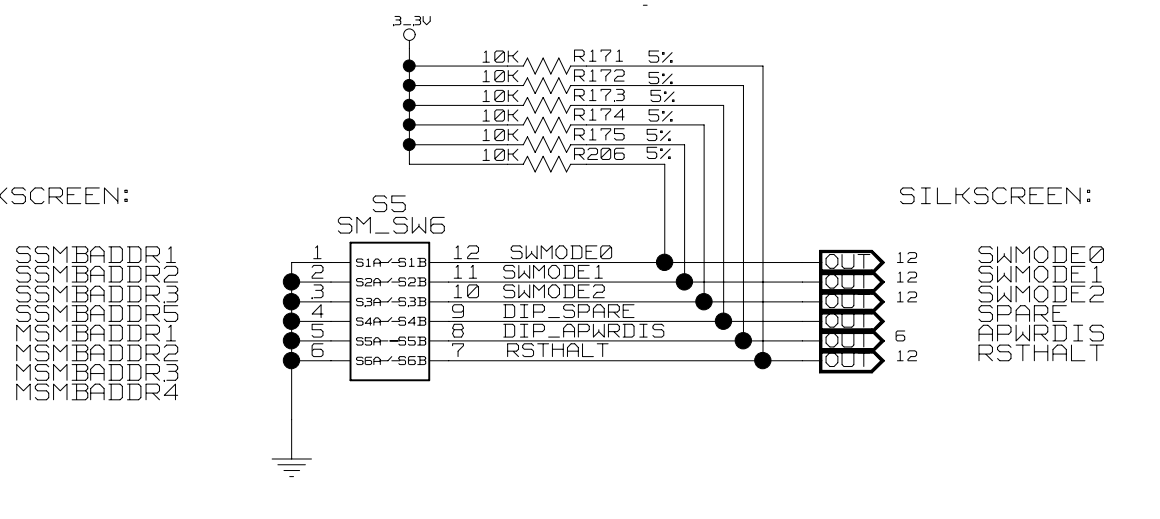 3_3V
10K R171 5%
10K R172 5%
10K R173 5%
10K R174 5%
10K R175 5%
10K R206 5%
KSCREEN:
SSMBADDR1
SSMBADDR2
SSMBADDR3
SSMBADDR5
MSMBADDR1
MSMBADDR2
MSMBADDR3
MSMBADDR4
S5
SM_SW6
1 S1A S1B 12 SWMODE0 OUT 12
2 S2A S2B 11 SWMODE1 OUT 12
3 S3A S3B 10 SWMODE2 OUT 12
4 S4A S4B 9 DIP_SPARE OUT
5 S5A S5B 8 DIP_APWRDIS OUT 6
6 S6A S6B 7 RSTHALT OUT 12
SILKSCREEN:
SWMODE0
SWMODE1
SWMODE2
SPARE
APWRDIS
RSTHALT